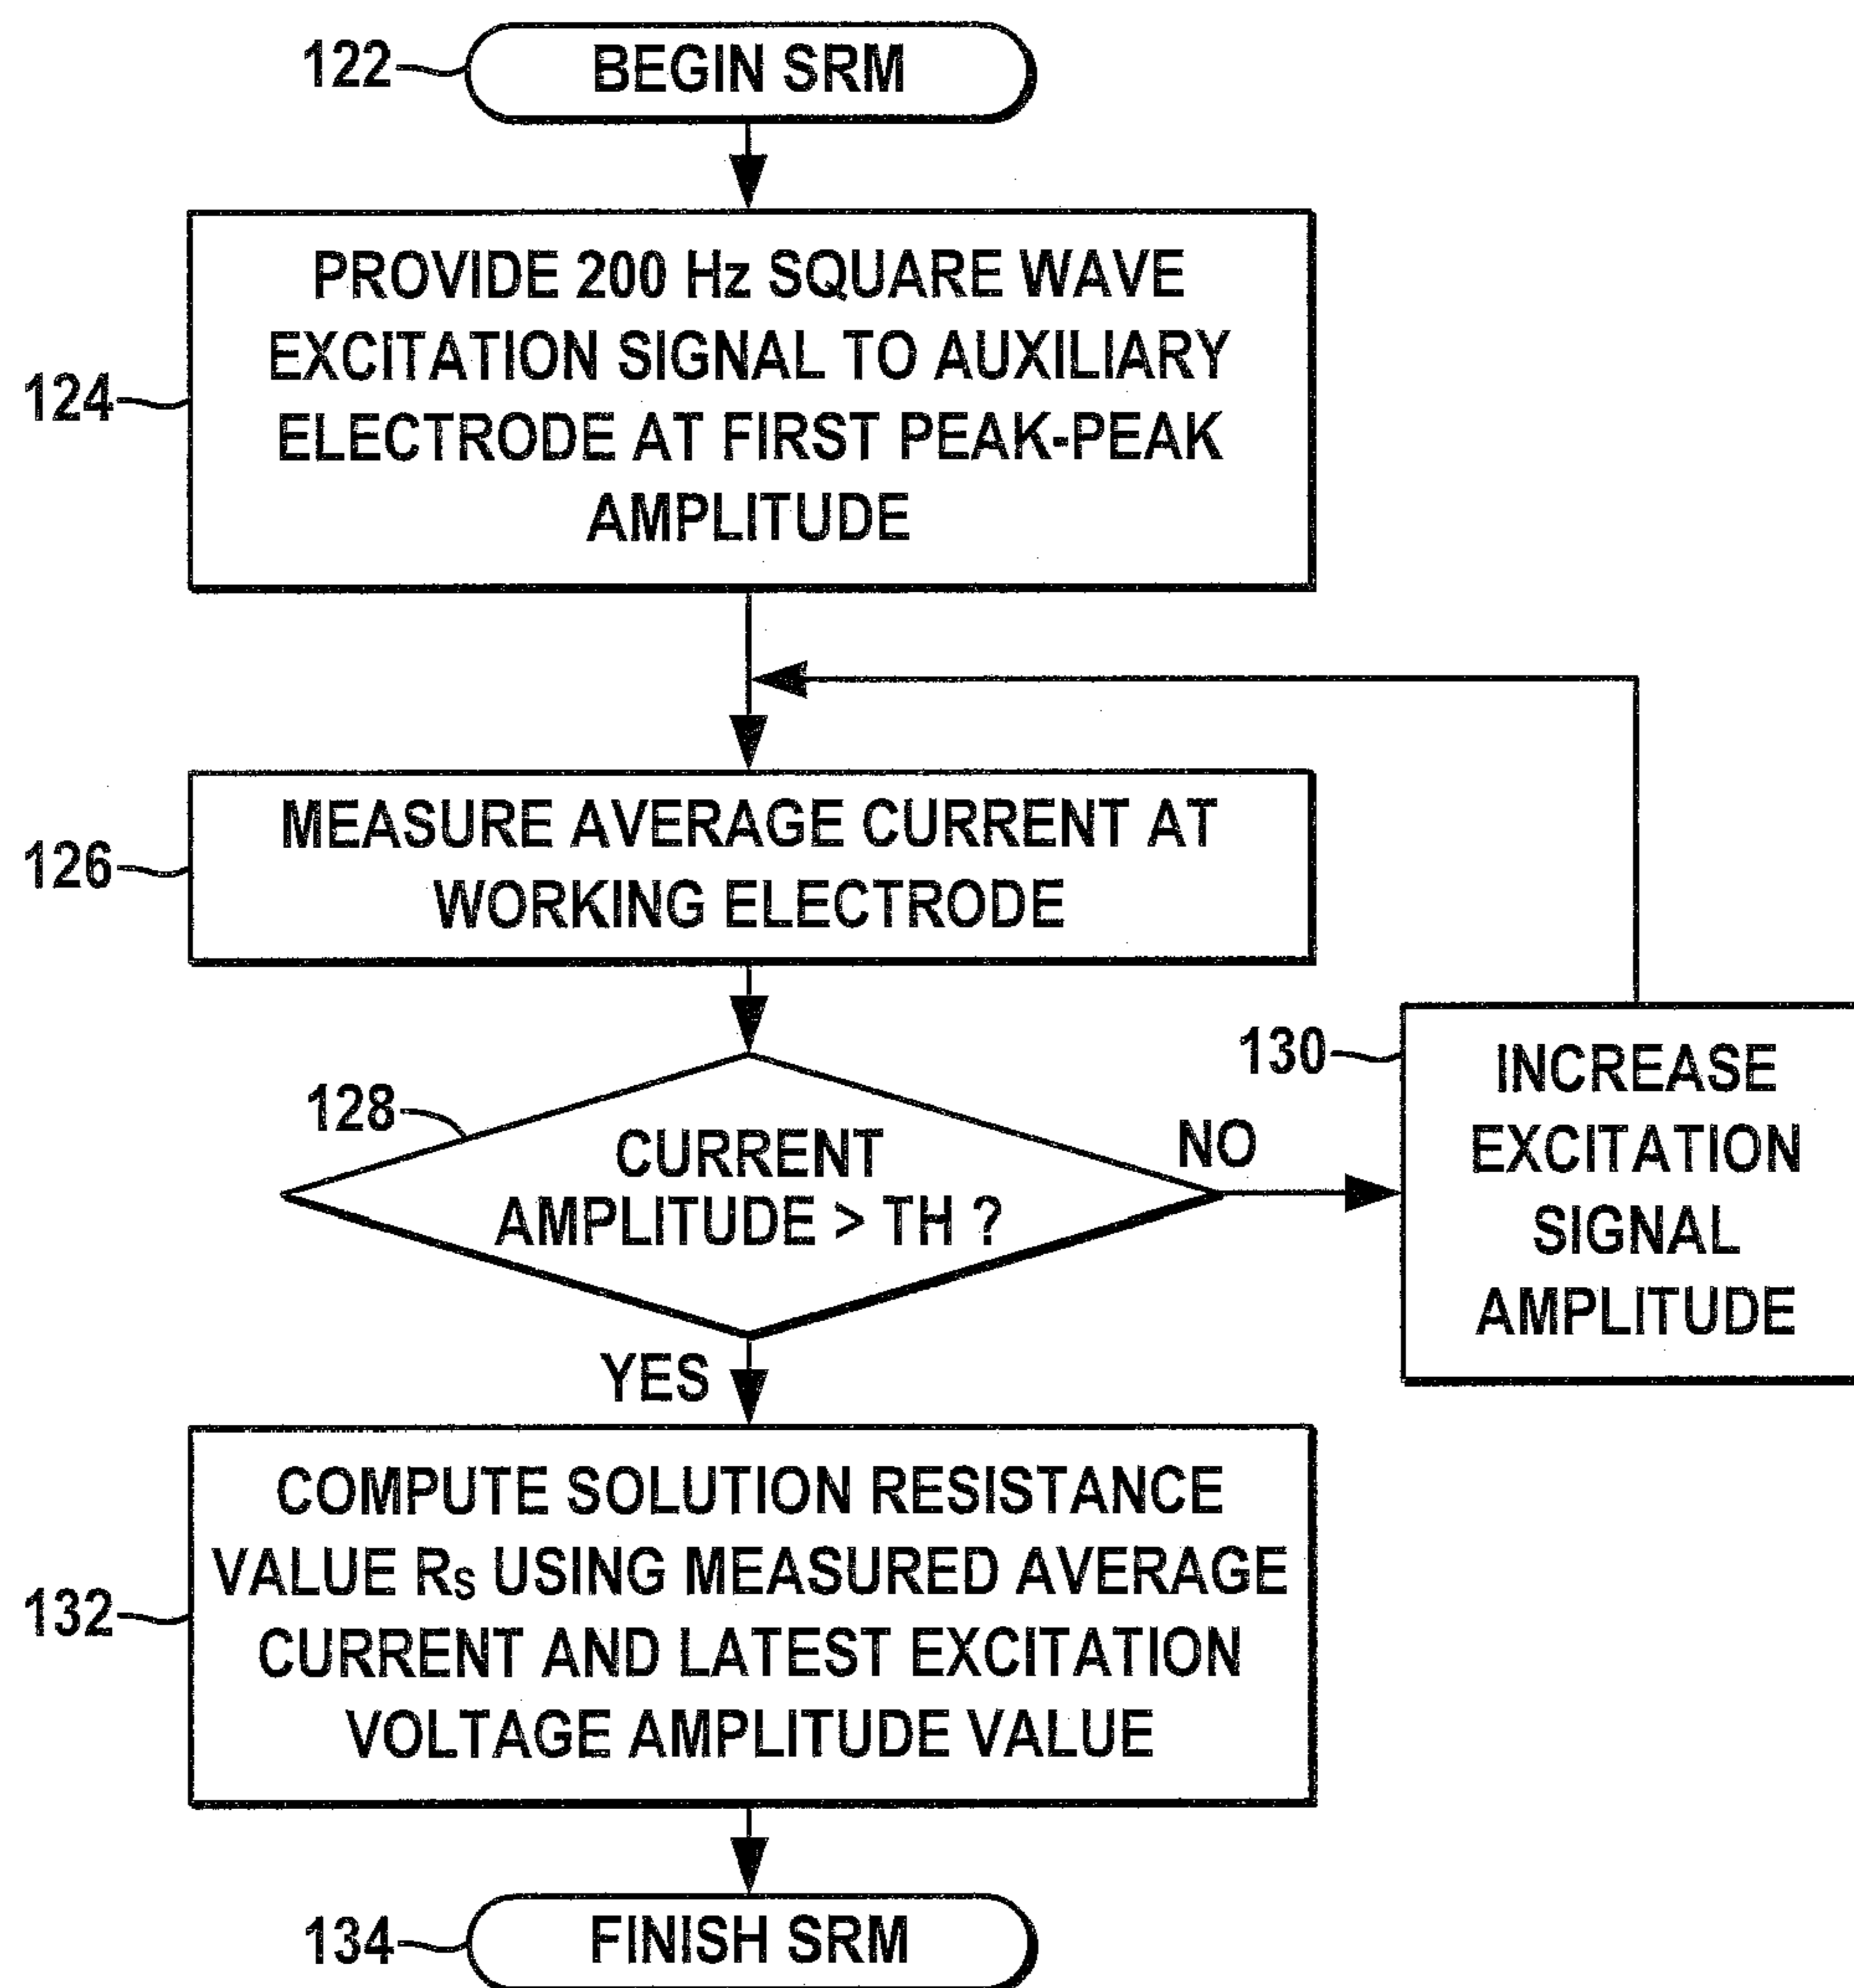 122
BEGIN SRM
124
PROVIDE 200 Hz SQUARE WAVE
EXCITATION SIGNAL TO AUXILIARY
ELECTRODE AT FIRST PEAK-PEAK
AMPLITUDE
126
MEASURE AVERAGE CURRENT AT
WORKING ELECTRODE
128
CURRENT
AMPLITUDE > TH ?
NO
130
INCREASE
EXCITATION
SIGNAL
AMPLITUDE
YES
132
COMPUTE SOLUTION RESISTANCE
VALUE RS USING MEASURED AVERAGE
CURRENT AND LATEST EXCITATION
VOLTAGE AMPLITUDE VALUE
134
FINISH SRM